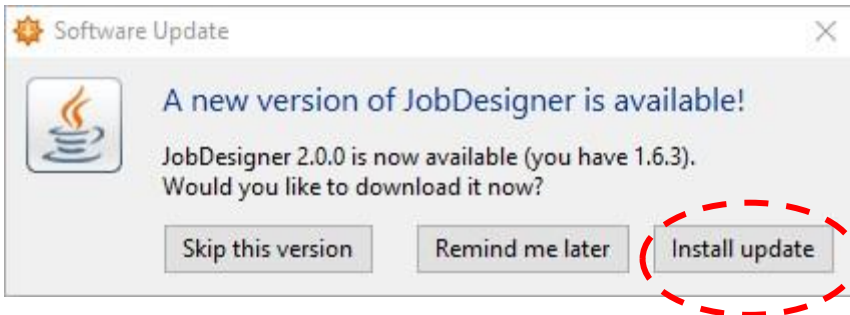 Software Update
A new version of JobDesigner is available!
JobDesigner 2.0.0 is now available (you have 1.6.3).
Would you like to download it now?
Skip this version
Remind me later
Install update